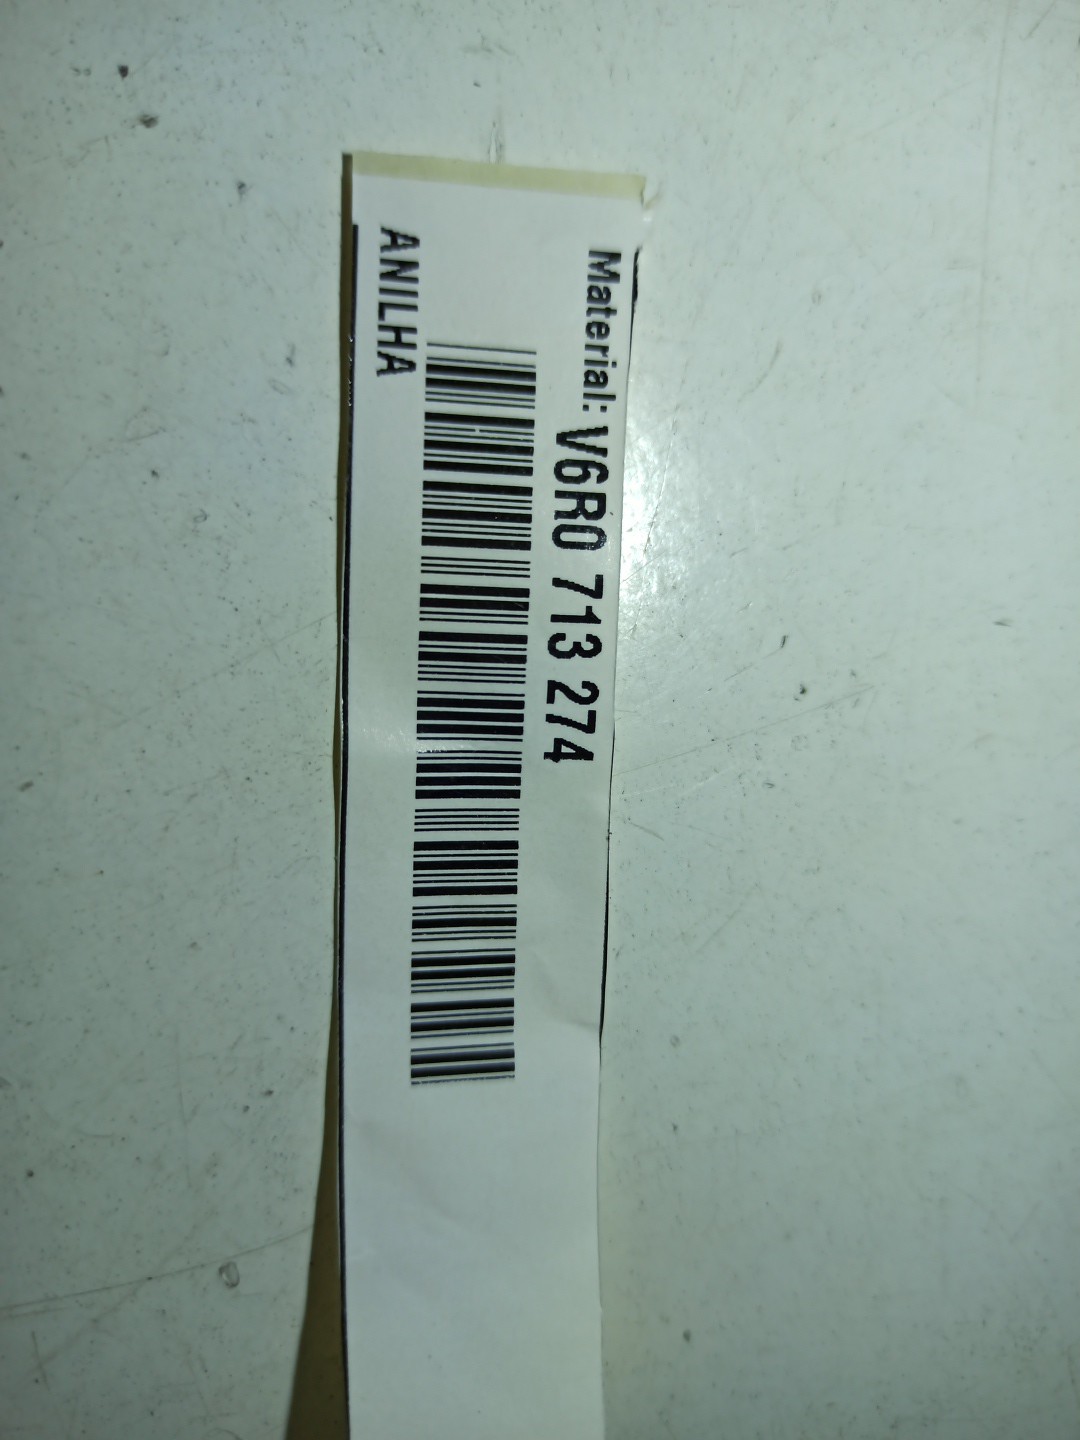 Material: V6R0 713 274
ANILHA